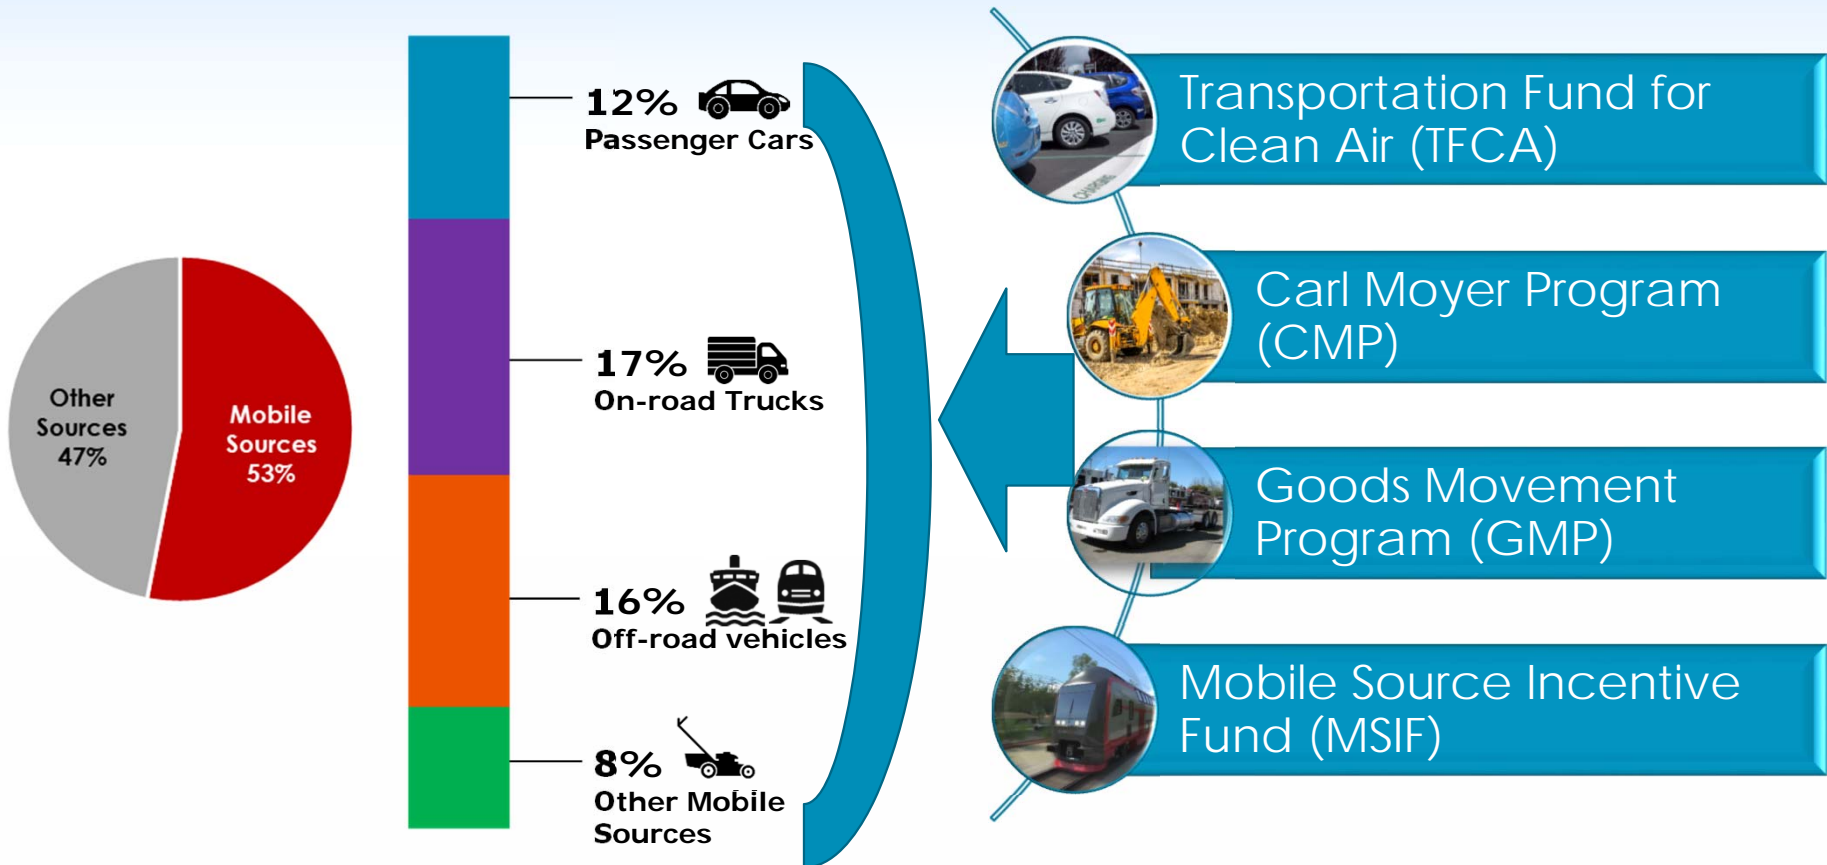 Other
Sources
47%
Mobile
Sources
53%
12%
Passenger Cars
17%
On-road Trucks
16%
Off-road vehicles
8%
Other Mobile
Sources
Transportation Fund for
Clean Air (TFCA)
CHARGING
Carl Moyer Program
(CMP)
Goods Movement
Program (GMP)
Mobile Source Incentive
Fund (MSIF)